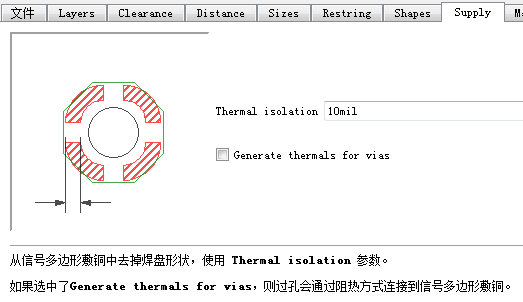 文件 Layers Clearance Distance Sizes Restring Shapes Supply
Thermal isolation 10mil
Generate thermals for vias
从信号多边形敷铜中去掉焊盘形状，使用 Thermal isolation 参数。
如果选中了Generate thermals for vias，则过孔会通过阻热方式连接到信号多边形敷铜。